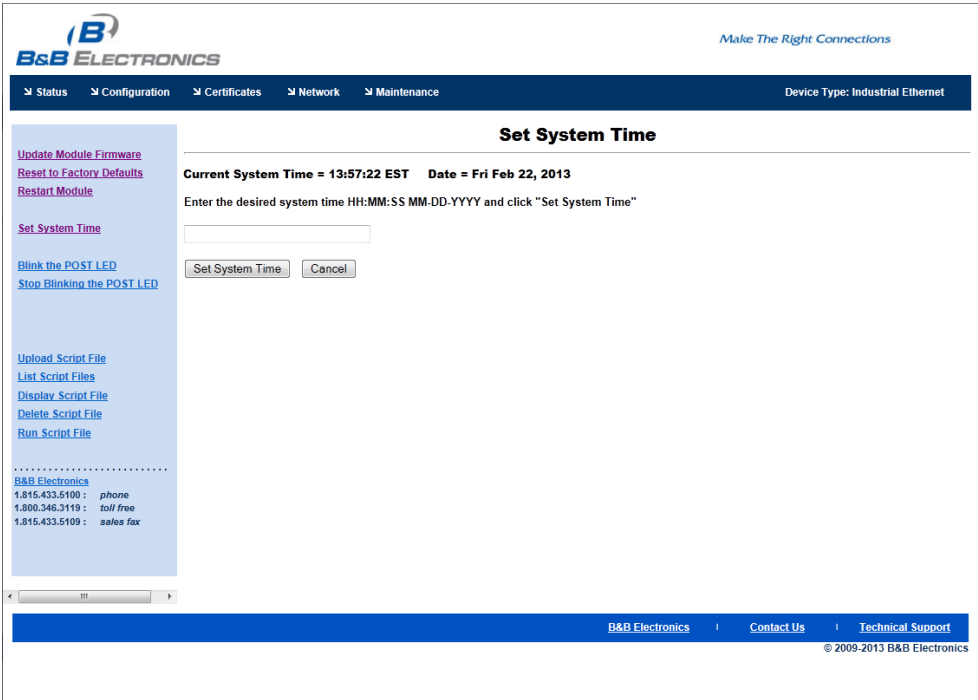 B
B&B ELECTRONICS
Make The Right Connections
Status Configuration Certificates Network Maintenance Device Type: Industrial Ethernet
Update Module Firmware
Reset to Factory Defaults
Restart Module
Set System Time
Blink the POST LED
Stop Blinking the POST LED
Upload Script File
List Script Files
Display Script File
Delete Script File
Run Script File
B&B Electronics
1.815.433.5100 : phone
1.800.346.3119 : toll free
1.815.433.5109 : sales fax
Set System Time
Current System Time = 13:57:22 EST Date = Fri Feb 22, 2013
Enter the desired system time HH:MM:SS MM-DD-YYYY and click "Set System Time"
Set System Time Cancel
B&B Electronics | Contact Us | Technical Support
© 2009-2013 B&B Electronics